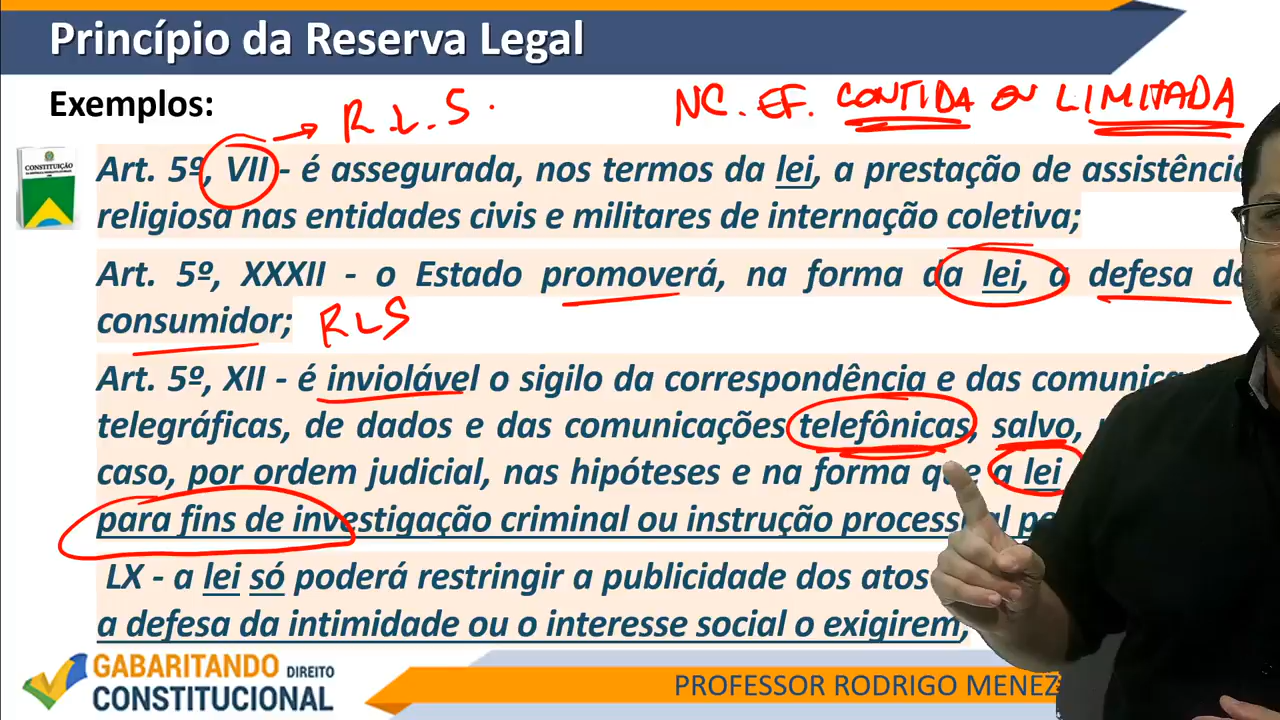 Princípio da Reserva Legal
Exemplos:
R.L.S.
NC. EF. CONTIDA OU LIMITADA
CONSTITUIÇÃO
Art. 5º, VII - é assegurada, nos termos da lei, a prestação de assistência
religiosa nas entidades civis e militares de internação coletiva;
Art. 5º, XXXII - o Estado promoverá, na forma da lei, a defesa do
consumidor;
RLS
Art. 5º, XII - é inviolável o sigilo da correspondência e das
telegráficas, de dados e das comunicações telefônicas, salvo,
caso, por ordem judicial, nas hipóteses e na forma que a lei
para fins de investigação criminal ou instrução processual
LX - a lei só poderá restringir a publicidade dos atos
a defesa da intimidade ou o interesse social o exigirem;
GABARITANDO DIREITO
CONSTITUCIONAL
PROFESSOR RODRIGO MENEZ